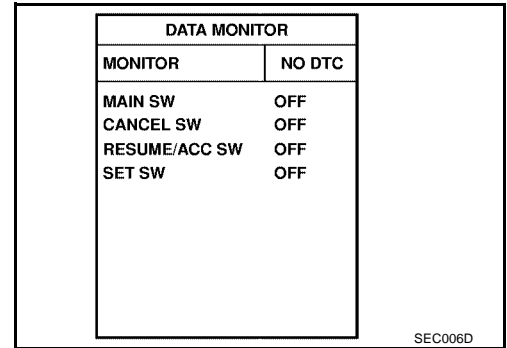 DATA MONITOR
MONITOR NO DTC
MAIN SW OFF
CANCEL SW OFF
RESUME/ACC SW OFF
SET SW OFF
SEC006D